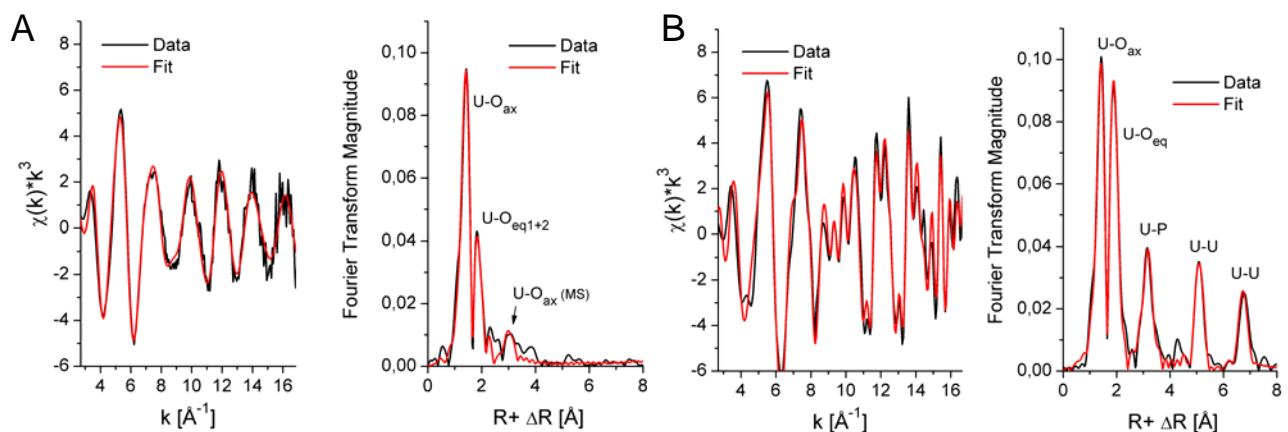 A
Data
Fit
8
6
4
2
0
-2
-4
-6
4 6 8 10 12 14 16
χ(k)*k³
k [Å⁻¹]
Data
Fit
0,10
0,08
0,06
0,04
0,02
0,00
0 2 4 6 8
Fourier Transform Magnitude
R+ ΔR [Å]
U-Oax
U-Oeq1+2
U-Oax (MS)
B
Data
Fit
8
6
4
2
0
-2
-4
-6
4 6 8 10 12 14 16
χ(k)*k³
k [Å⁻¹]
U-Oax
Data
Fit
0,10
0,08
0,06
0,04
0,02
0,00
0 2 4 6 8
Fourier Transform Magnitude
R+ ΔR [Å]
U-Oeq
U-P
U-U
U-U